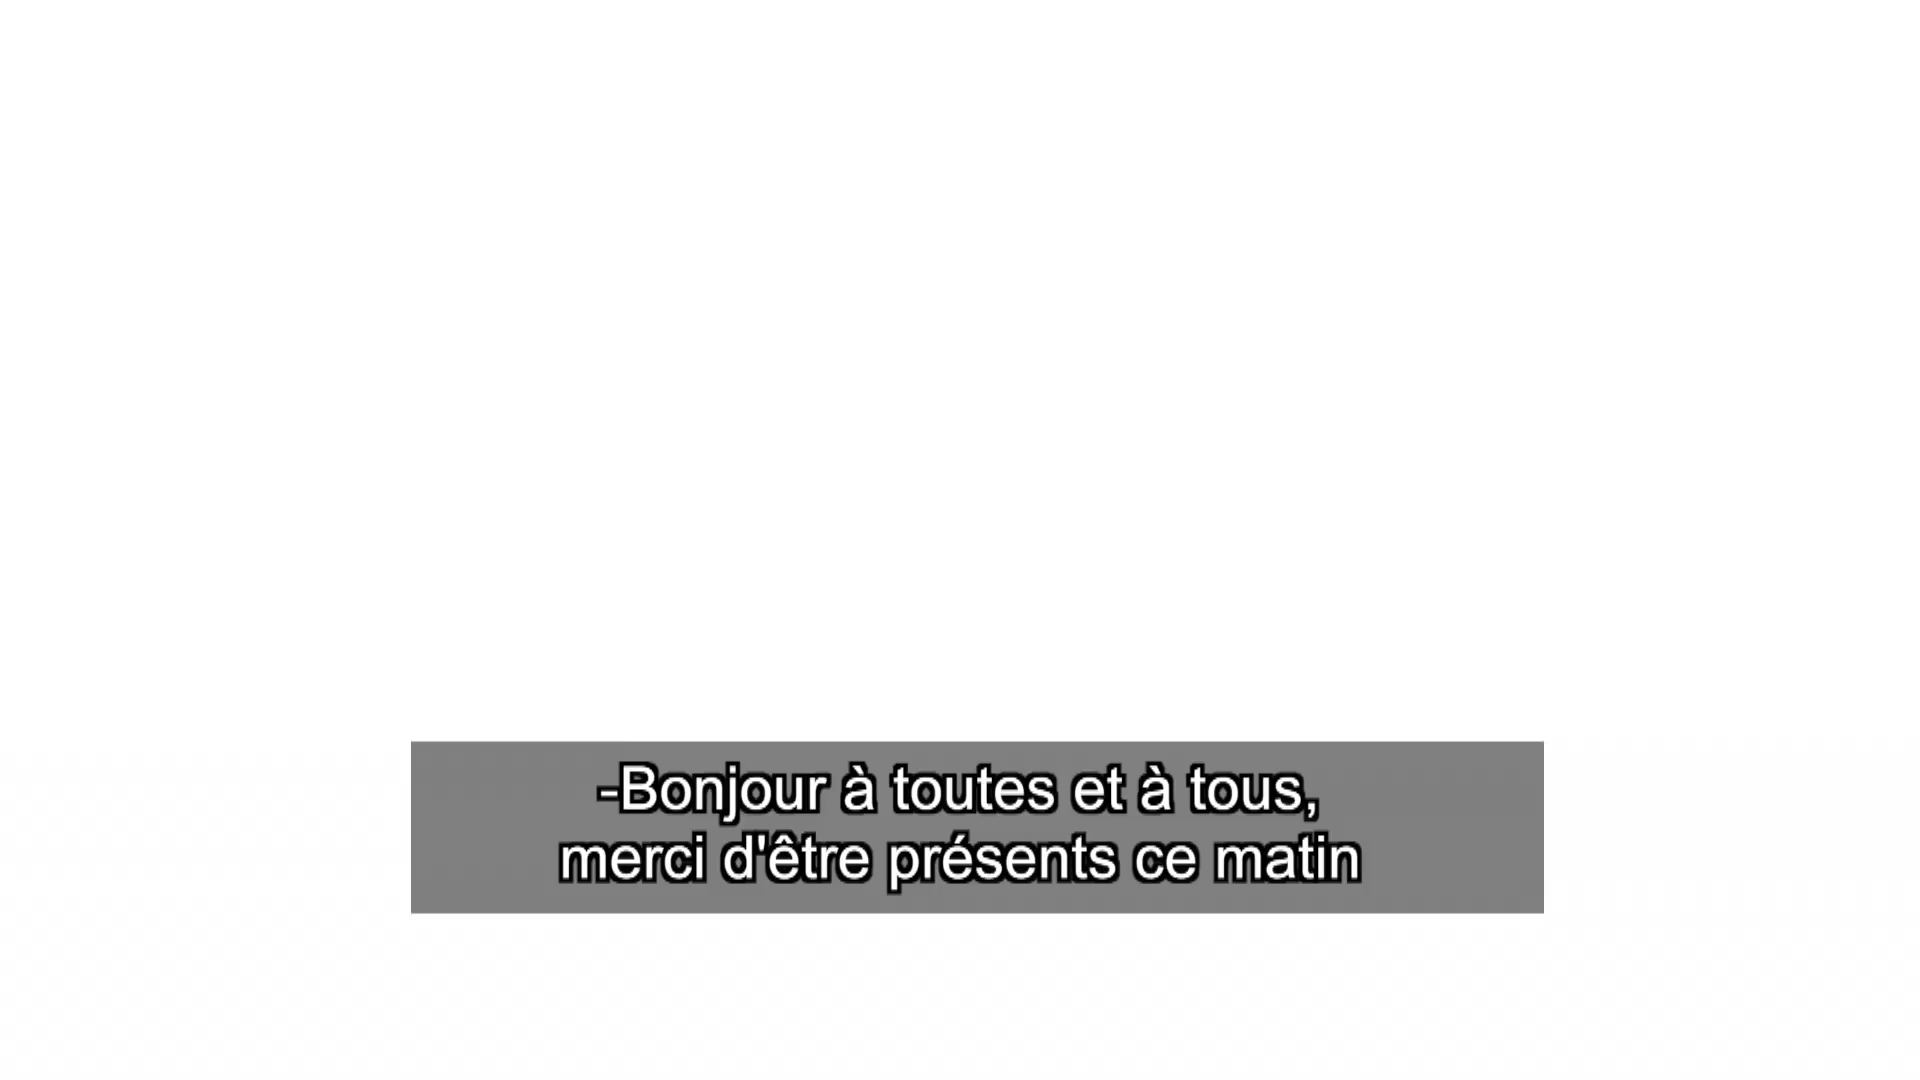 -Bonjour à toutes et à tous,
merci d'être présents ce matin